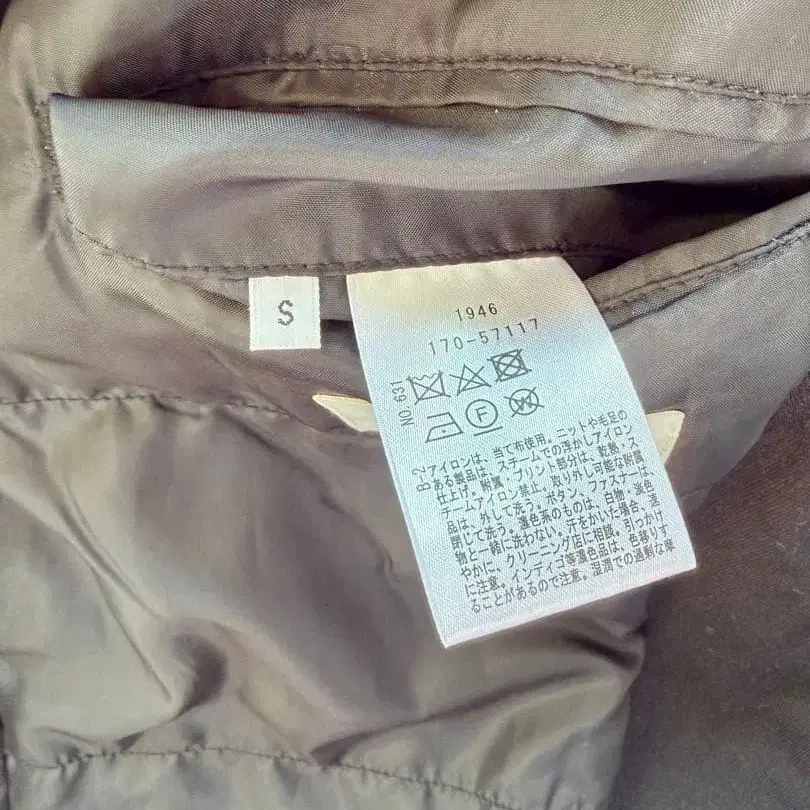 S
1946
170-57117
NO. 631
F
W
B-2アイロンは、当て布使用。ニットや毛足の
ある製品は、スチームでの浮かしアイロン
仕上げ。附属・プリント部分は、乾燥・ス
チームアイロン禁止。取り外し可能な附属
品は、外して洗う。ボタン、ファスナーは、
閉じて洗う。濃色系のものは、白物・淡色
物と一緒に洗わない。汗をかいた場合、速
やかに、クリーニング店に相談。引っかけ
に注意。インディゴ等濃色品は、色移りす
ることがあるので注意。湿潤での過剰な摩